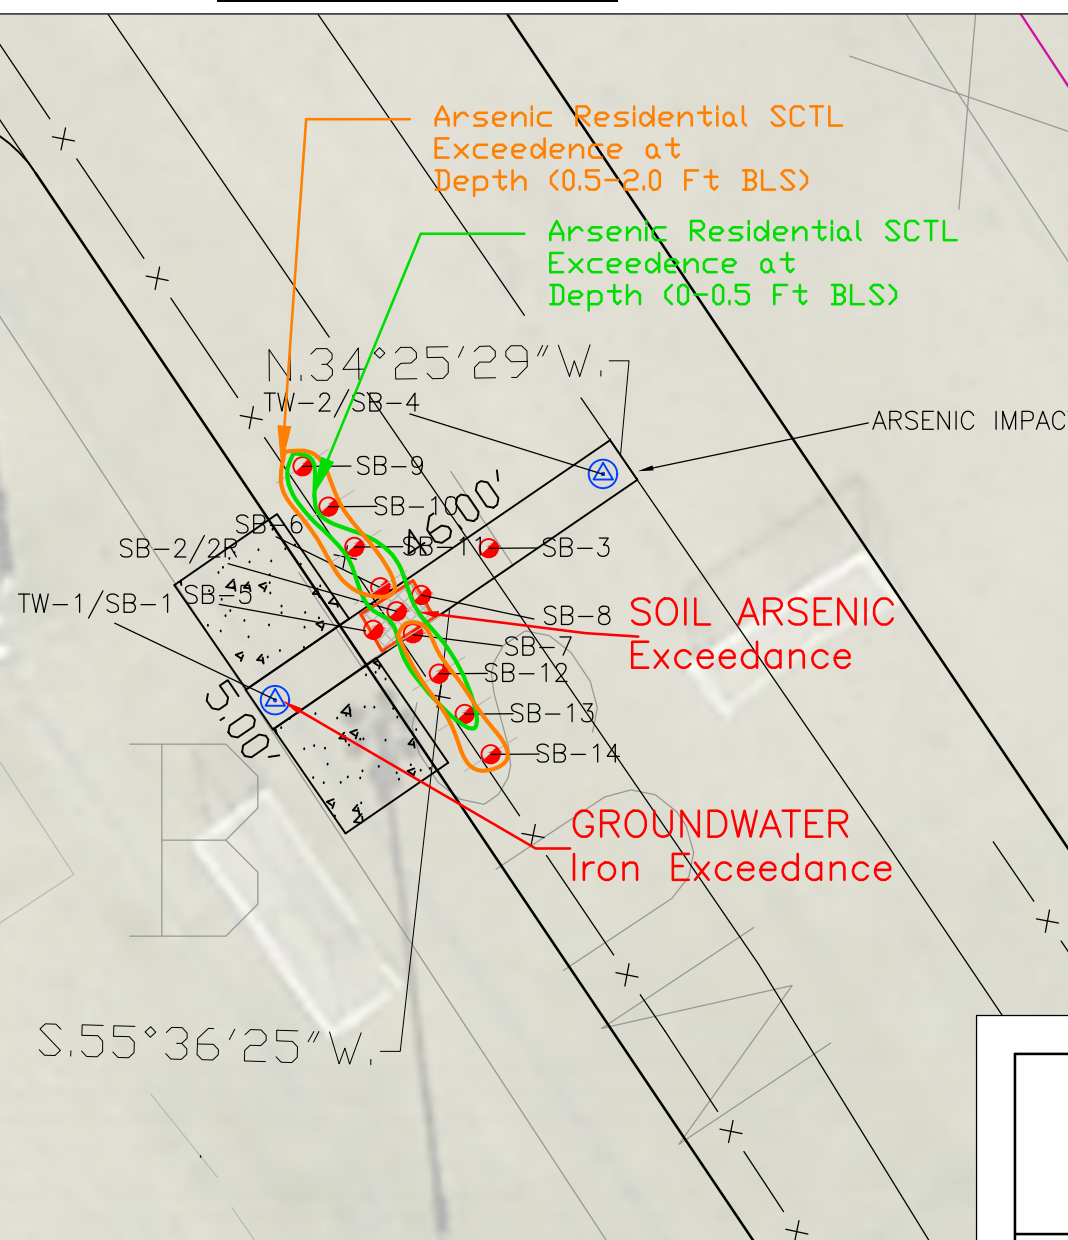 Arsenic Residential SCTL
Exceedence at
Depth (0.5-2.0 Ft BLS)
Arsenic Residential SCTL
Exceedence at
Depth (0-0.5 Ft BLS)
N.34°25'29"W.
TW-2/SB-4
ARSENIC IMPAC
SB-9
SB-10
46.00'
SB-6
SB-11
SB-2/2R
SB-3
SB-5
TW-1/SB-1
SB-8
SOIL ARSENIC
Exceedance
SB-7
SB-12
5.00'
SB-13
SB-14
GROUNDWATER
Iron Exceedance
S.55°36'25"W.